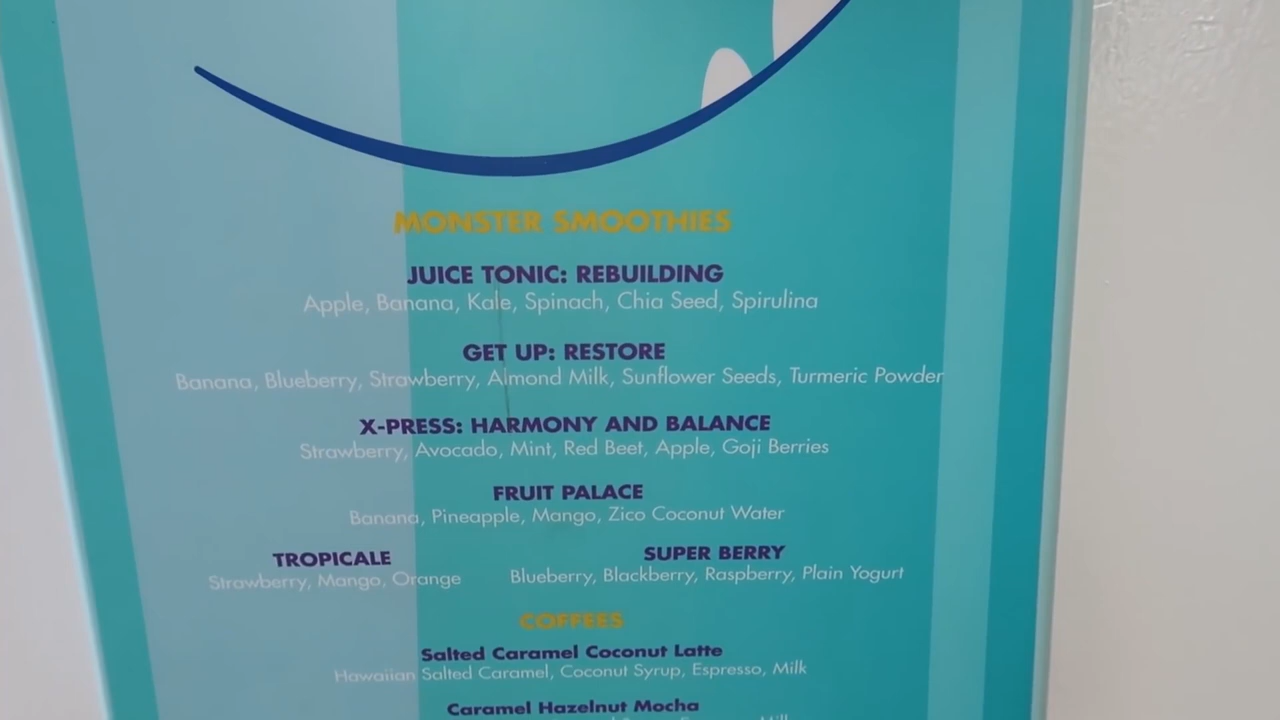 MONSTER SMOOTHIES
JUICE TONIC: REBUILDING
Apple, Banana, Kale, Spinach, Chia Seed, Spirulina
GET UP: RESTORE
Banana, Blueberry, Strawberry, Almond Milk, Sunflower Seeds, Turmeric Powder
X-PRESS: HARMONY AND BALANCE
Strawberry, Avocado, Mint, Red Beet, Apple, Goji Berries
FRUIT PALACE
Banana, Pineapple, Mango, Zico Coconut Water
TROPICALE
Strawberry, Mango, Orange
SUPER BERRY
Blueberry, Blackberry, Raspberry, Plain Yogurt
COFFEES
Salted Caramel Coconut Latte
Hawaiian Salted Caramel, Coconut Syrup, Espresso, Milk
Caramel Hazelnut Mocha